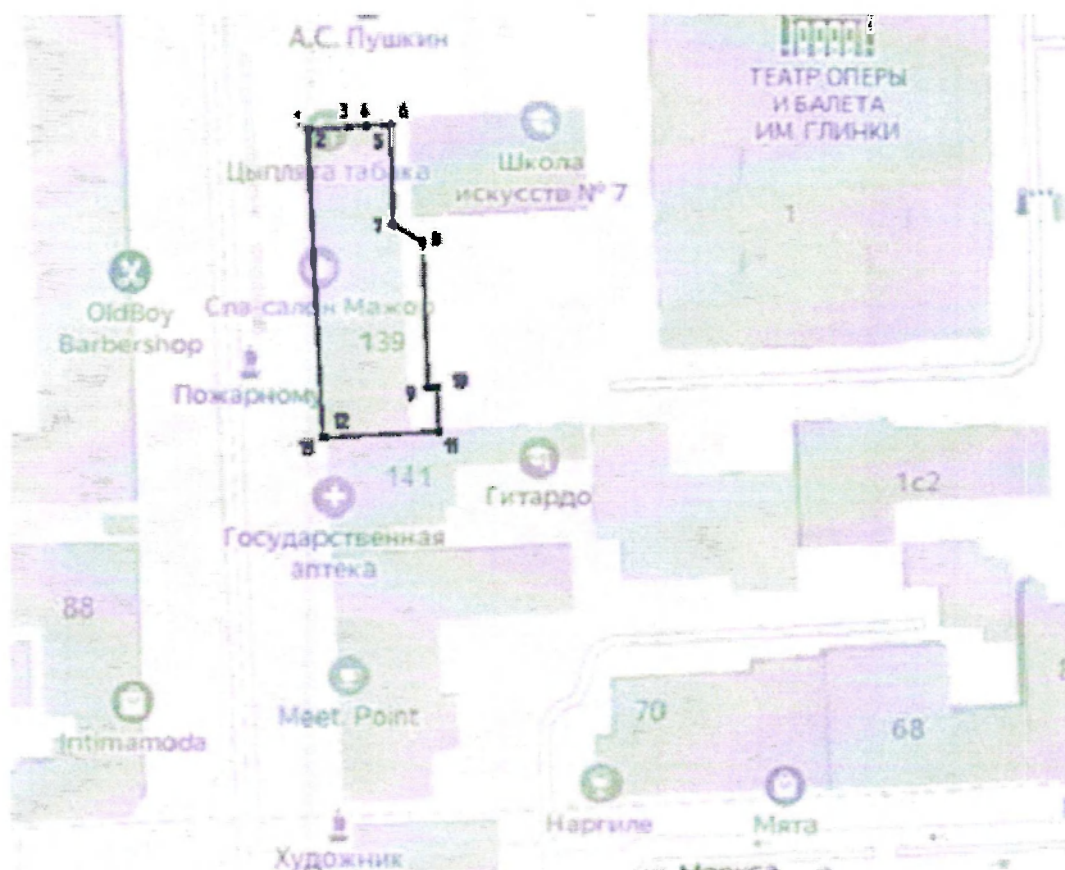 А.С. Пушкин
ТЕАТР ОПЕРЫ
И БАЛЕТА
ИМ. ГЛИНКИ
1
3
4
6
2
5
Цыплята табака
Школа
искусств № 7
1
7
8
OldBoy
Barbershop
Спа-салон Мажор
139
Пожарному
9
10
12
13
11
141
Гитардо
1с2
Государственная
аптека
88
Meet. Point
Intimamoda
70
68
Наргиле
Мята
Художник